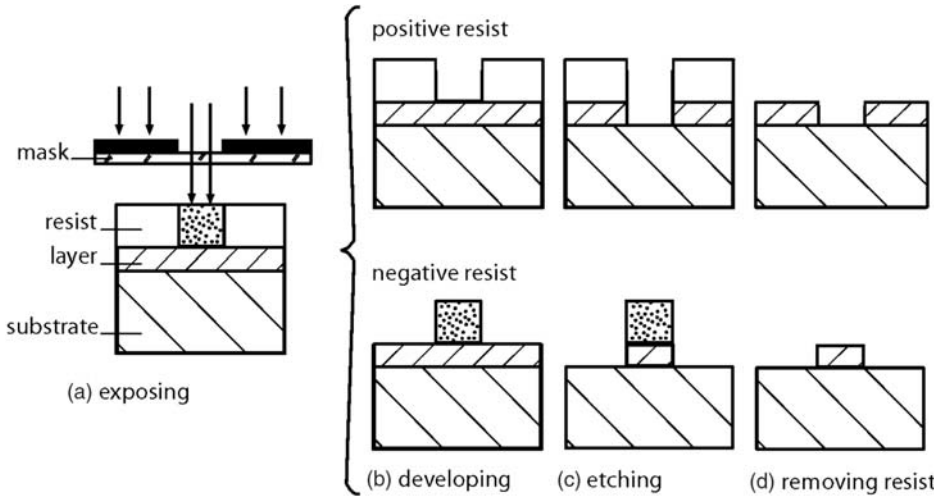 positive resist
mask
resist
layer
substrate
(a) exposing
negative resist
(b) developing
(c) etching
(d) removing resist